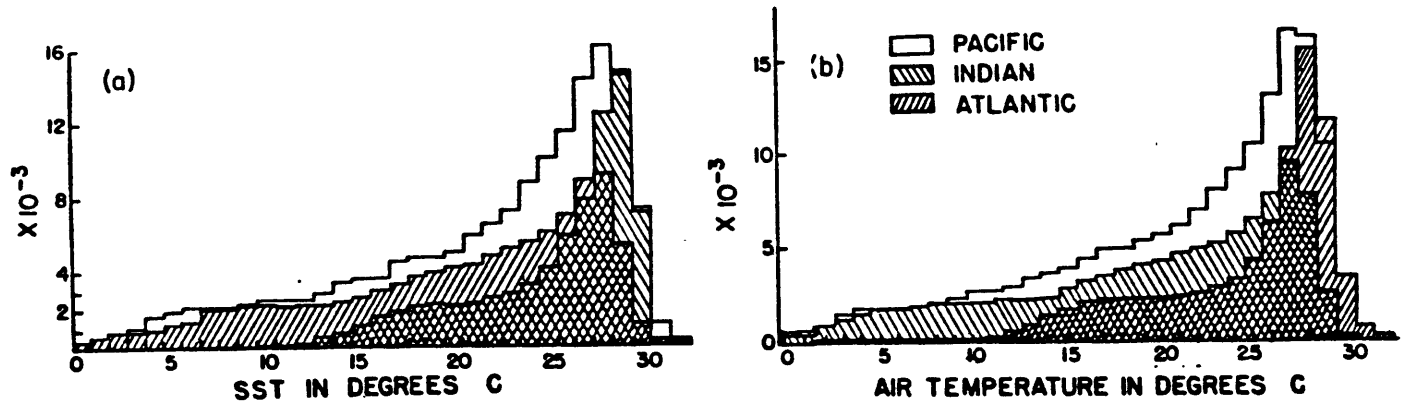 (a)
16
12
8
4
2
X 10⁻³
0 5 10 15 20 25 30
SST IN DEGREES C
(b)
PACIFIC
INDIAN
ATLANTIC
15
10
5
0
X 10⁻³
0 5 10 15 20 25 30
AIR TEMPERATURE IN DEGREES C